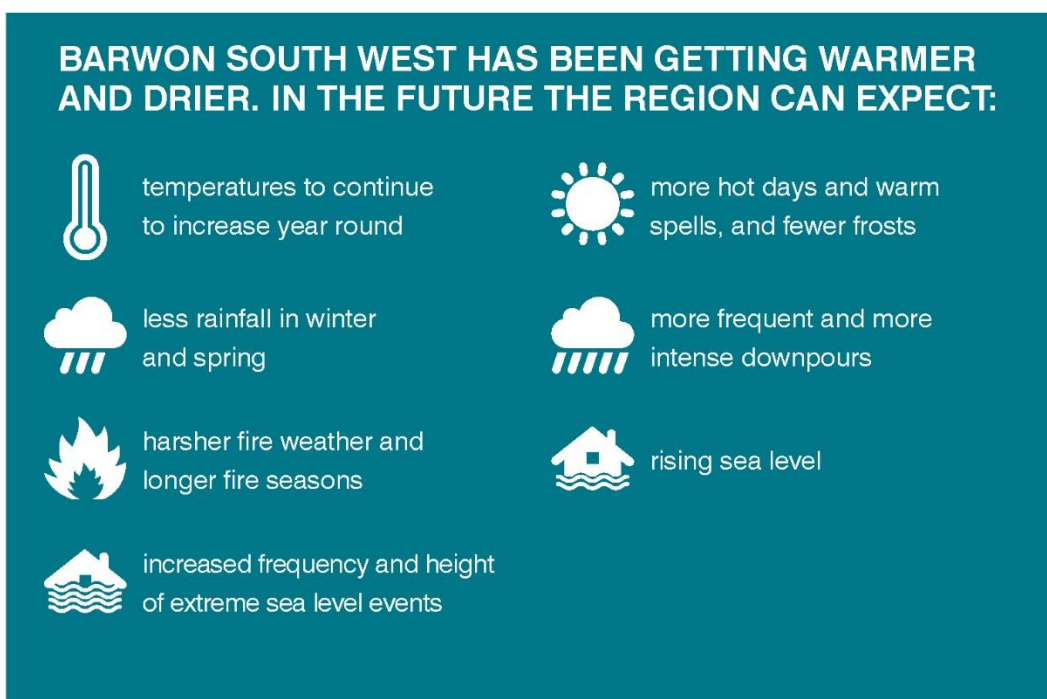 BARWON SOUTH WEST HAS BEEN GETTING WARMER
AND DRIER. IN THE FUTURE THE REGION CAN EXPECT:
temperatures to continue
to increase year round
more hot days and warm
spells, and fewer frosts
less rainfall in winter
and spring
more frequent and more
intense downpours
harsher fire weather and
longer fire seasons
rising sea level
increased frequency and height
of extreme sea level events